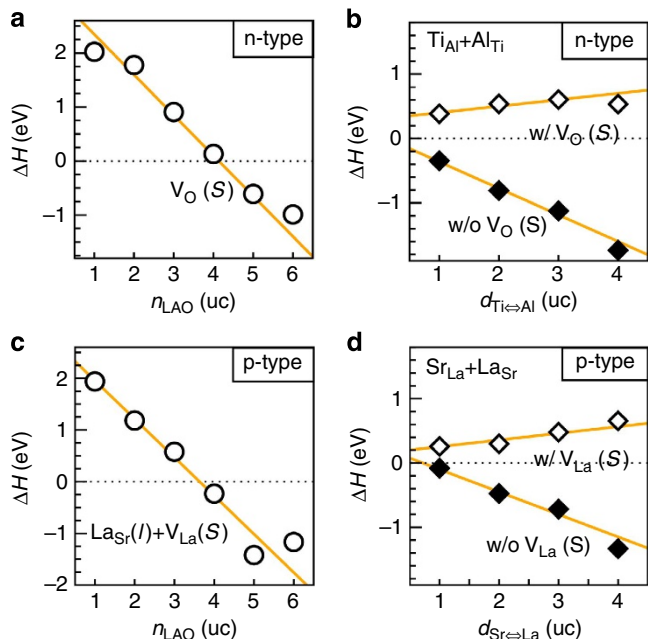 a
n-type
2
1
0
−1
ΔH (eV)
V_O (S)
1 2 3 4 5 6
n_LAO (uc)
b
Ti_Al+Al_Ti
n-type
1
0
−1
ΔH (eV)
w/ V_O (S)
w/o V_O (S)
1 2 3 4
d_Ti⇔Al (uc)
c
p-type
2
1
0
−1
−2
ΔH (eV)
La_Sr(I)+V_La(S)
1 2 3 4 5 6
n_LAO (uc)
d
Sr_La+La_Sr
p-type
1
0
−1
ΔH (eV)
w/ V_La (S)
w/o V_La (S)
1 2 3 4
d_Sr⇔La (uc)